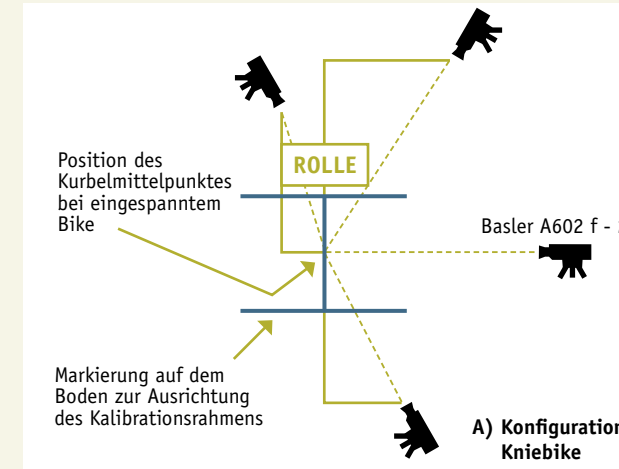 ROLLE
Position des
Kurbelmittelpunktes
bei eingespanntem
Bike
Basler A602 f -
Markierung auf dem
Boden zur Ausrichtung
des Kalibrationsrahmens
A) Konfiguration
Kniebike